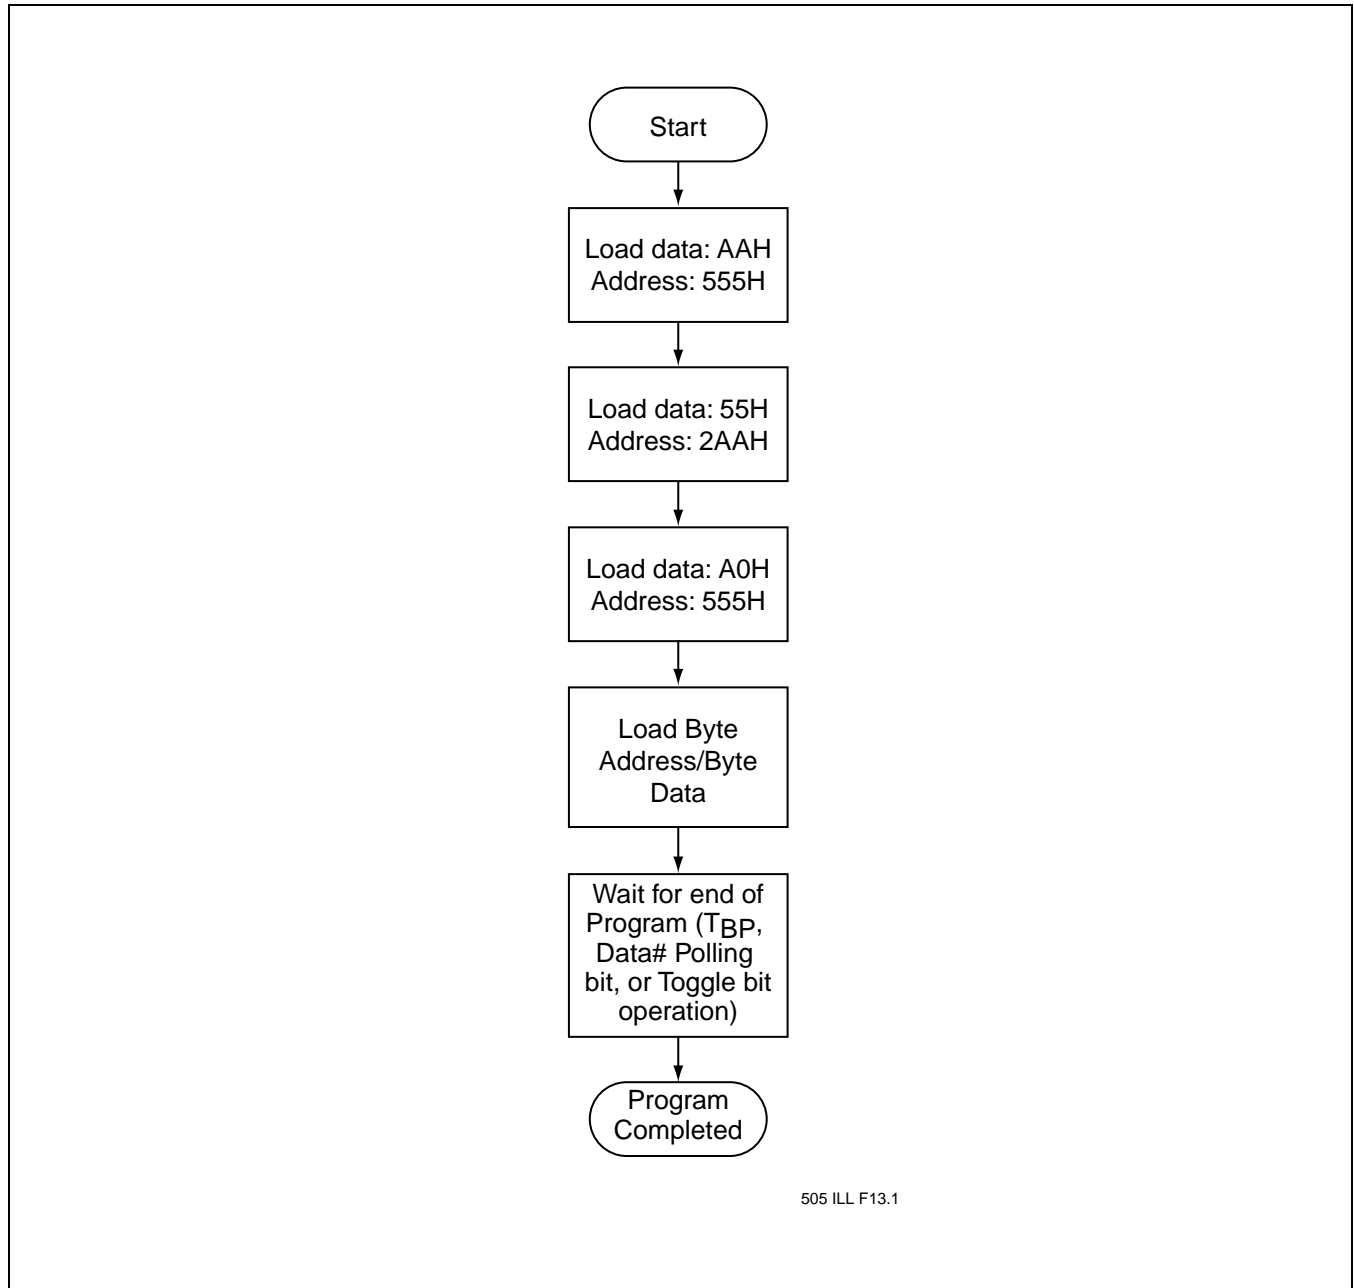 Start
Load data: AAH
Address: 555H
Load data: 55H
Address: 2AAH
Load data: A0H
Address: 555H
Load Byte
Address/Byte
Data
Wait for end of
Program (TBP,
Data# Polling
bit, or Toggle bit
operation)
Program
Completed
505 ILL F13.1